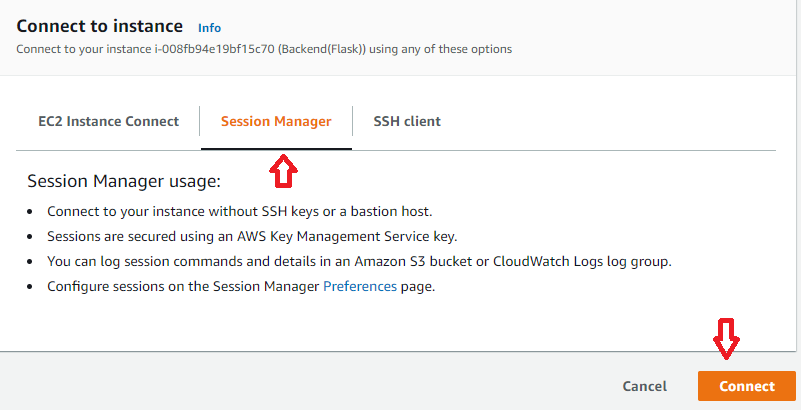 Connect to instance Info
Connect to your instance i-008fb94e19bf15c70 (Backend(Flask)) using any of these options
EC2 Instance Connect Session Manager SSH client
Session Manager usage:
• Connect to your instance without SSH keys or a bastion host.
• Sessions are secured using an AWS Key Management Service key.
• You can log session commands and details in an Amazon S3 bucket or CloudWatch Logs log group.
• Configure sessions on the Session Manager Preferences page.
Cancel Connect